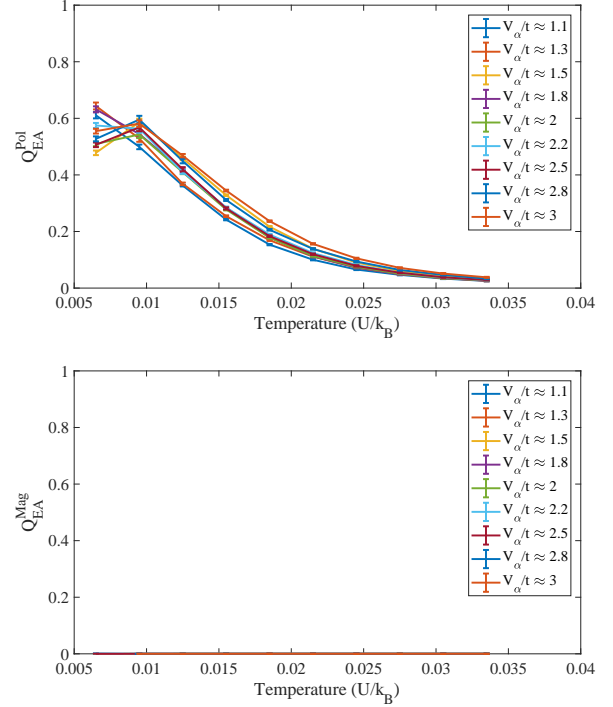 1
0.8
0.6
0.4
0.2
0
Q_EA^Pol
0.005 0.01 0.015 0.02 0.025 0.03 0.035 0.04
Temperature (U/k_B)
V_α/t ≈ 1.1
V_α/t ≈ 1.3
V_α/t ≈ 1.5
V_α/t ≈ 1.8
V_α/t ≈ 2
V_α/t ≈ 2.2
V_α/t ≈ 2.5
V_α/t ≈ 2.8
V_α/t ≈ 3
1
0.8
0.6
0.4
0.2
0
Q_EA^Mag
0.005 0.01 0.015 0.02 0.025 0.03 0.035 0.04
Temperature (U/k_B)
V_α/t ≈ 1.1
V_α/t ≈ 1.3
V_α/t ≈ 1.5
V_α/t ≈ 1.8
V_α/t ≈ 2
V_α/t ≈ 2.2
V_α/t ≈ 2.5
V_α/t ≈ 2.8
V_α/t ≈ 3